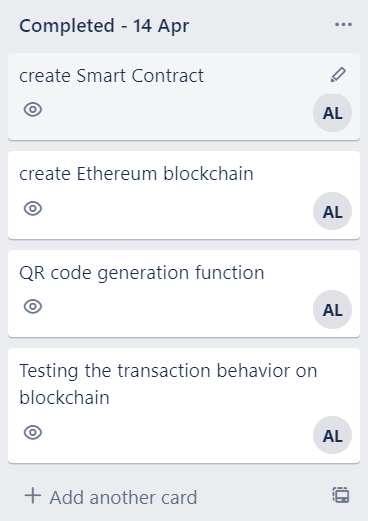 Completed - 14 Apr
create Smart Contract
AL
create Ethereum blockchain
AL
QR code generation function
AL
Testing the transaction behavior on
blockchain
AL
Add another card